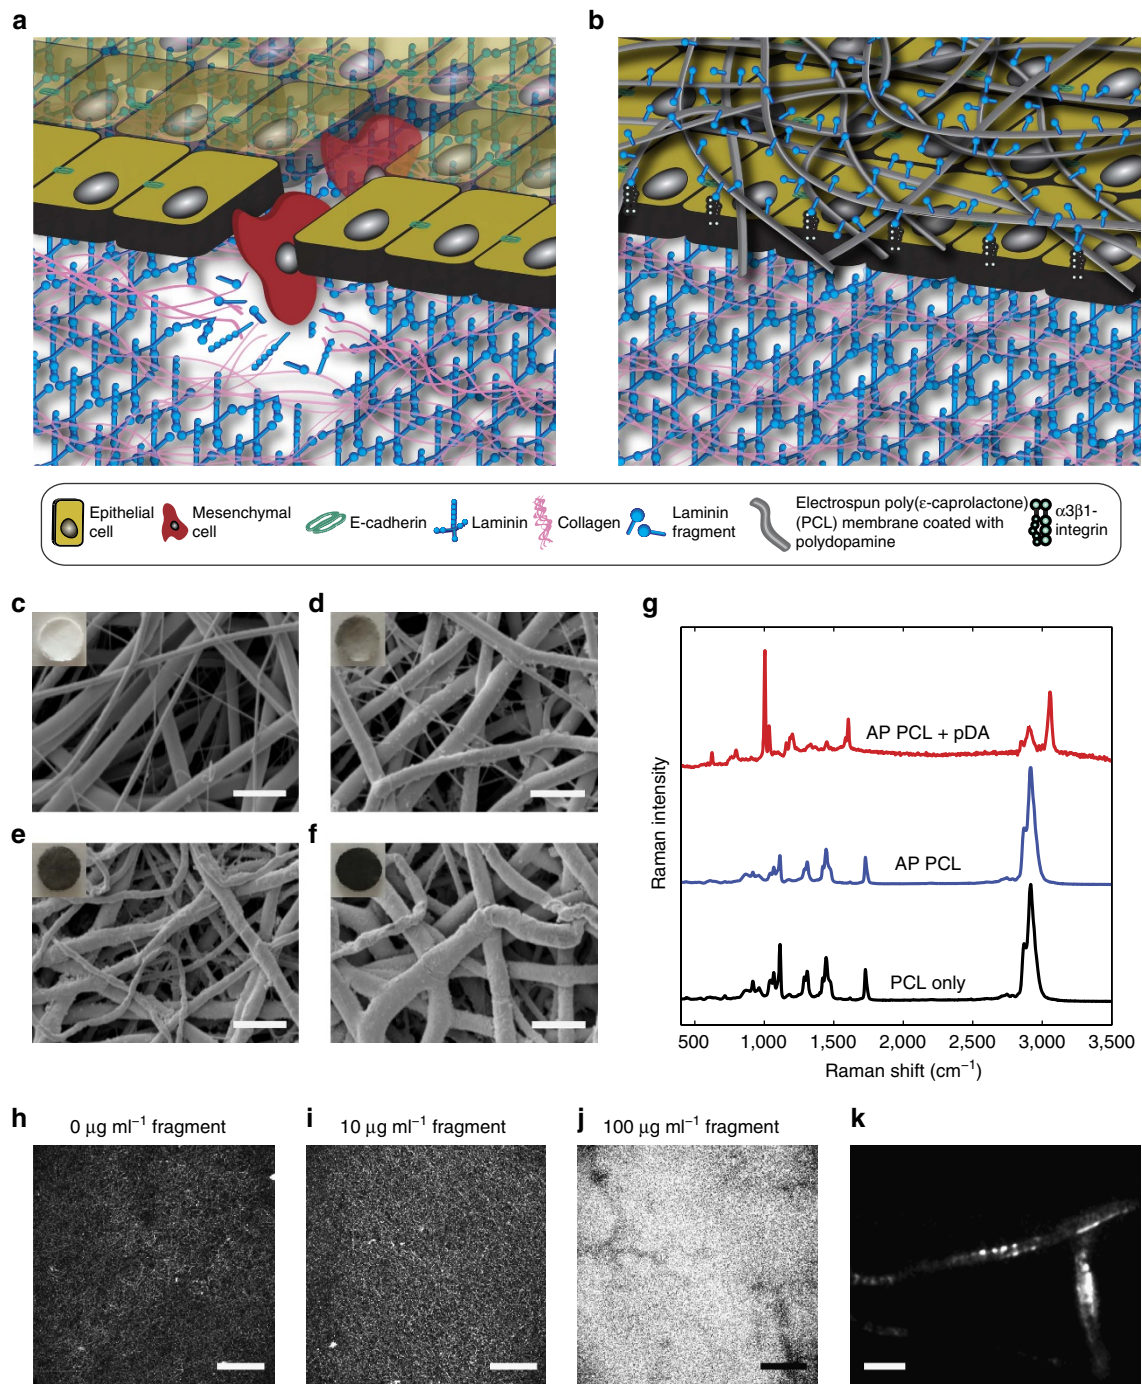 a
b
Epithelial
cell
Mesenchymal
cell
E-cadherin
Laminin
Collagen
Laminin
fragment
Electrospun poly(ε-caprolactone)
(PCL) membrane coated with
polydopamine
α3β1-
integrin
c
d
e
f
g
Raman intensity
AP PCL + pDA
AP PCL
PCL only
500 1,000 1,500 2,000 2,500 3,000 3,500
Raman shift (cm⁻¹)
h
0 µg ml⁻¹ fragment
i
10 µg ml⁻¹ fragment
j
100 µg ml⁻¹ fragment
k